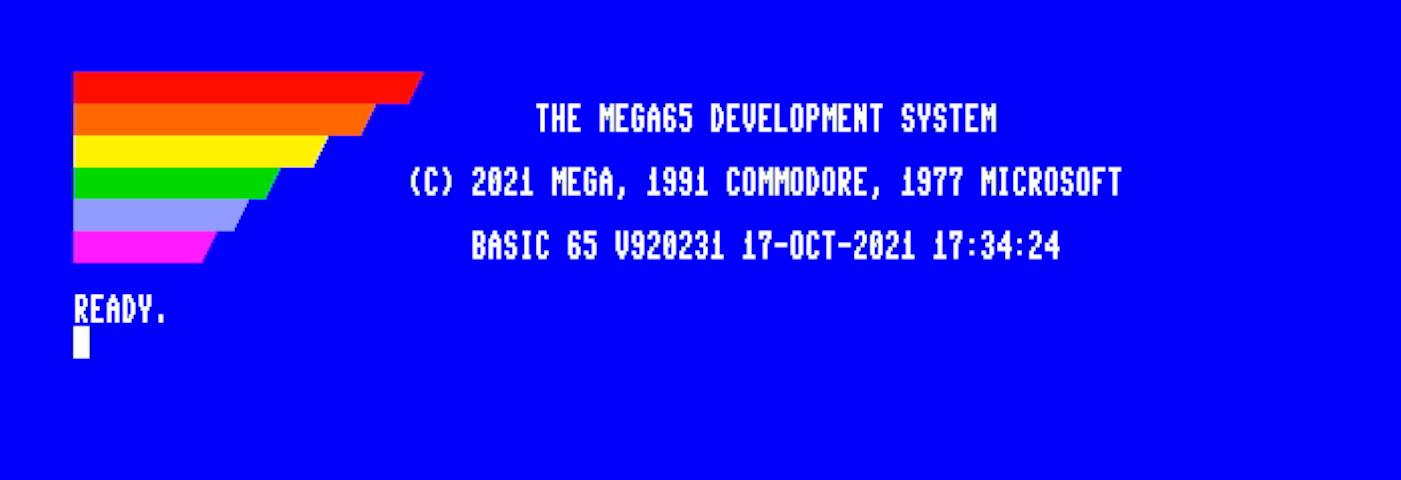 THE MEGA65 DEVELOPMENT SYSTEM
(C) 2021 MEGA, 1991 COMMODORE, 1977 MICROSOFT
BASIC 65 V920231 17-OCT-2021 17:34:24
READY.